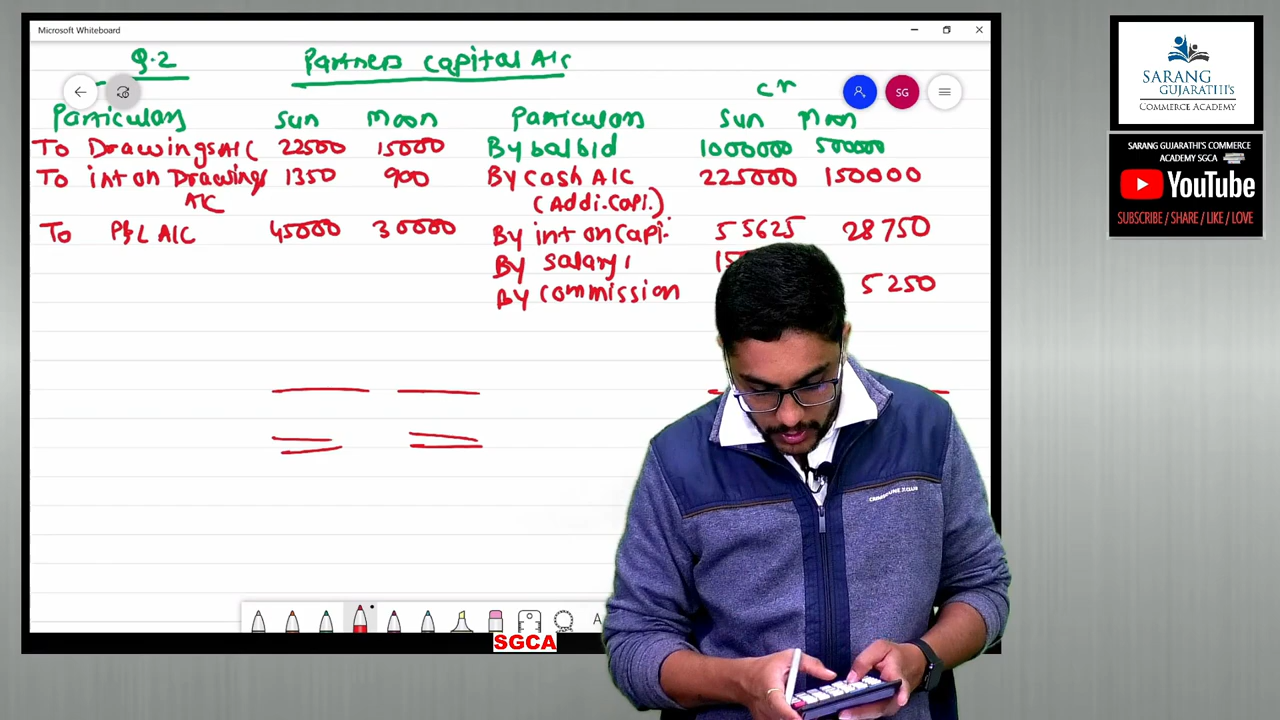 Microsoft Whiteboard
Q.2 Partners Capital A/c
Cr
Particulars Sun Moon Particulars Sun Moon
To Drawings A/C 22500 15000 By bal b/d 1000000 500000
To int on Drawings A/C 1350 900 By Cash A/C (Addi. Capi.) 225000 150000
To P&L A/C 45000 30000 By int on Capi. 55625 28750
By salary
By Commission 5250
SG
SGCA
SARANG
GUJARATHI'S
COMMERCE ACADEMY
SARANG GUJARATHI'S COMMERCE
ACADEMY SGCA
YouTube
SUBSCRIBE / SHARE / LIKE / LOVE